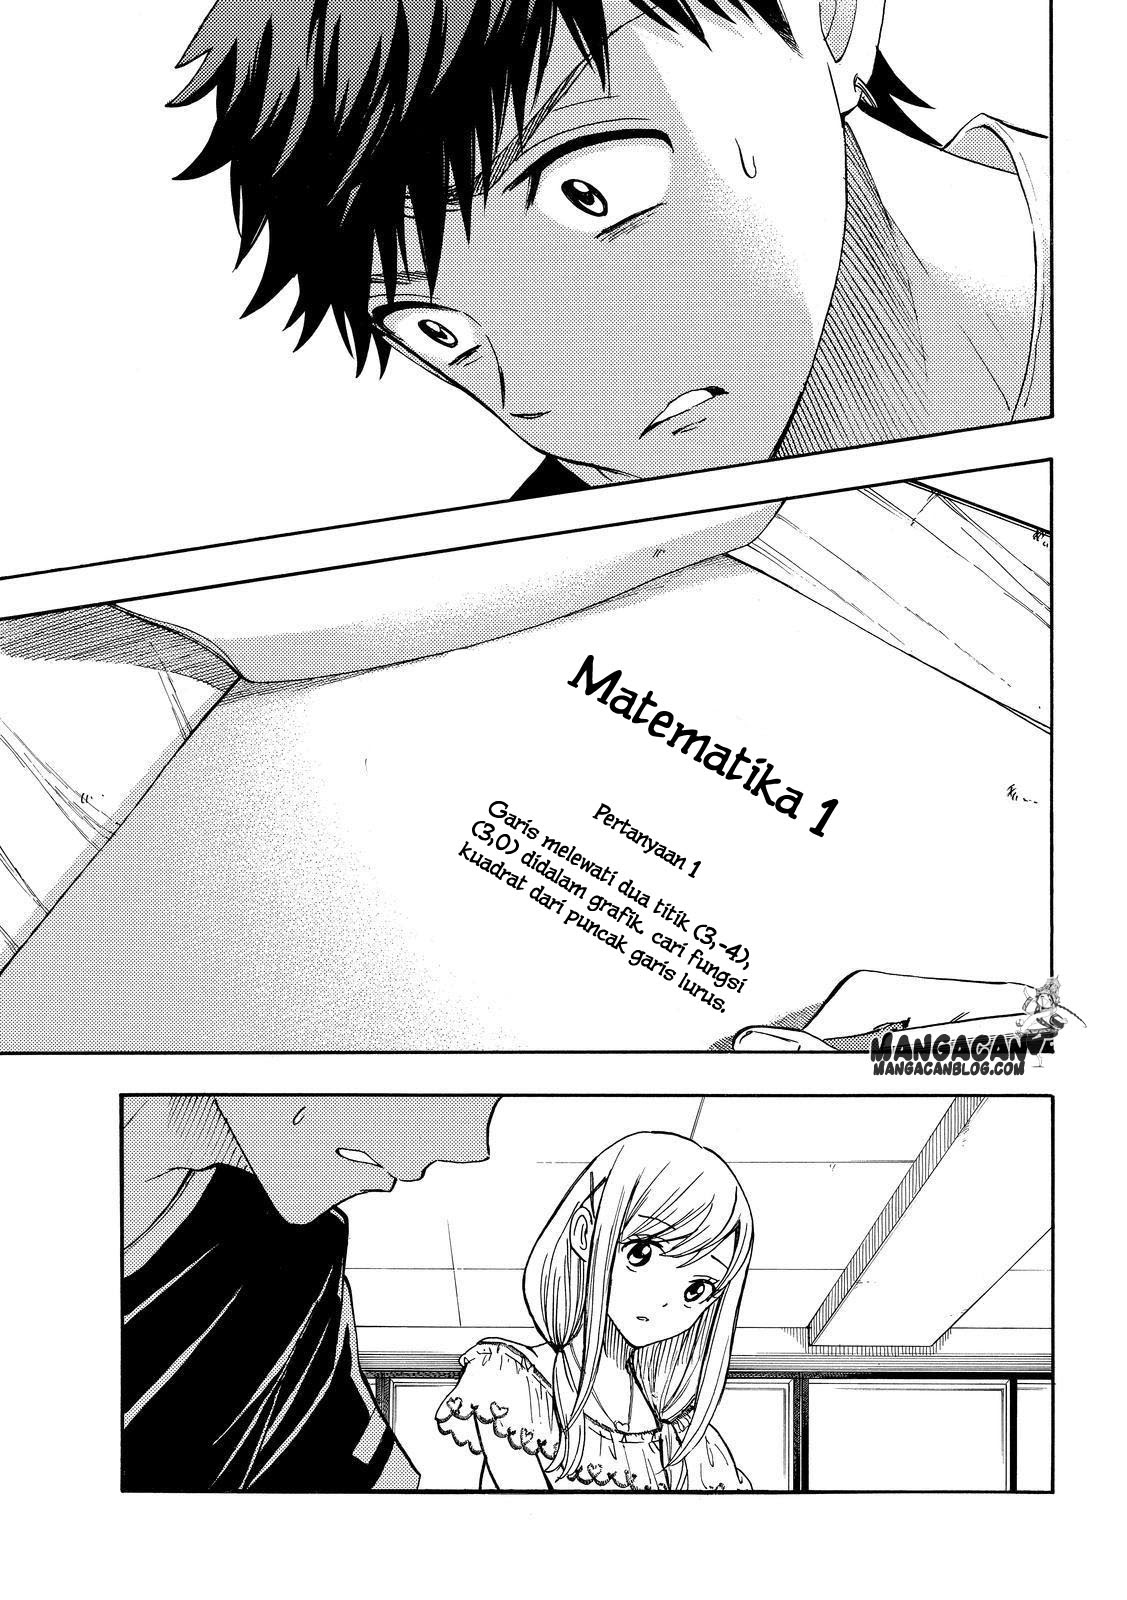 Matematika 1
Pertanyaan 1
Garis melewati dua titik (3,-4),
(3,0) didalam grafik. cari fungsi
kuadrat dari puncak garis lurus.
MANGACAN
MANGACANBLOG.COM